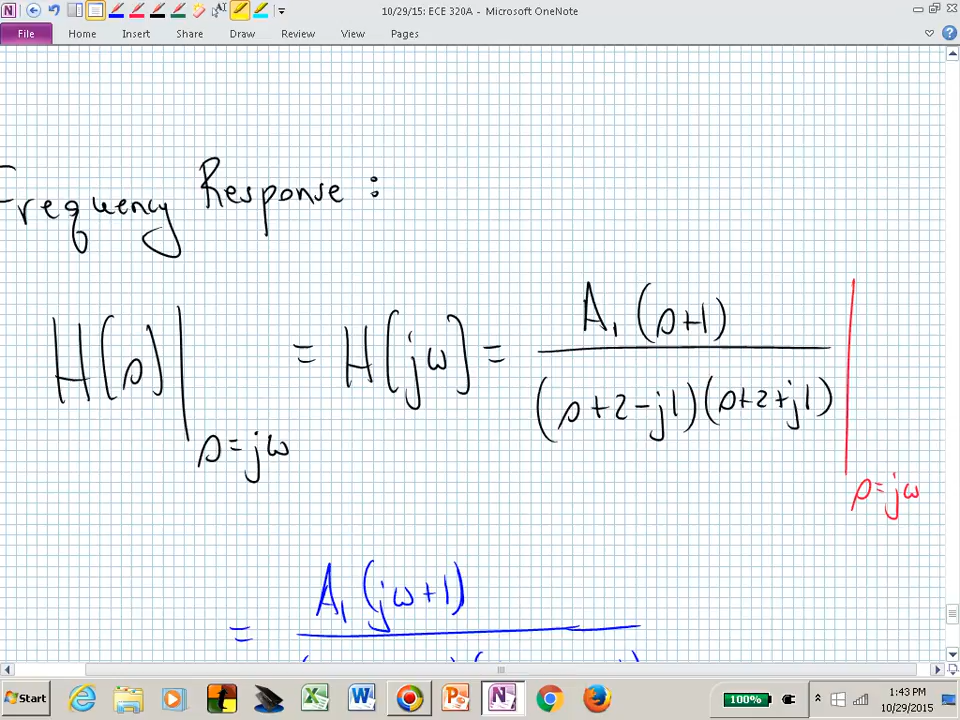 10/29/15: ECE 320A - Microsoft OneNote
File Home Insert Share Draw Review View Pages
Frequency Response :
H(s)|s=jω = H(jω) = A₁(s+1) / (s+2-j1)(s+2+j1) |s=jω
= A₁(jω+1)
Start 100% 1:43 PM
10/29/2015